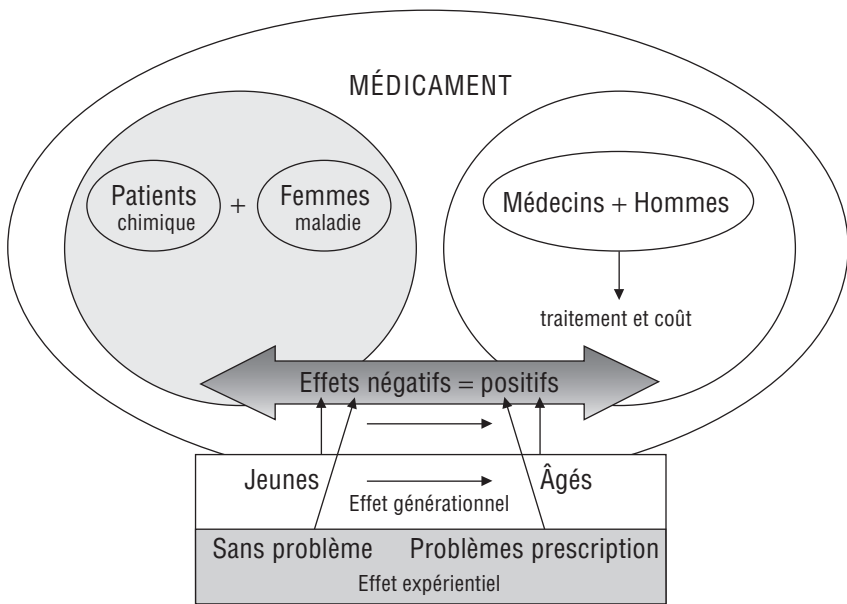 MÉDICAMENT
Patients
chimique
+
Femmes
maladie
Médecins + Hommes
traitement et coût
Effets négatifs = positifs
Jeunes
Âgés
Effet générationnel
Sans problème
Problèmes prescription
Effet expérientiel